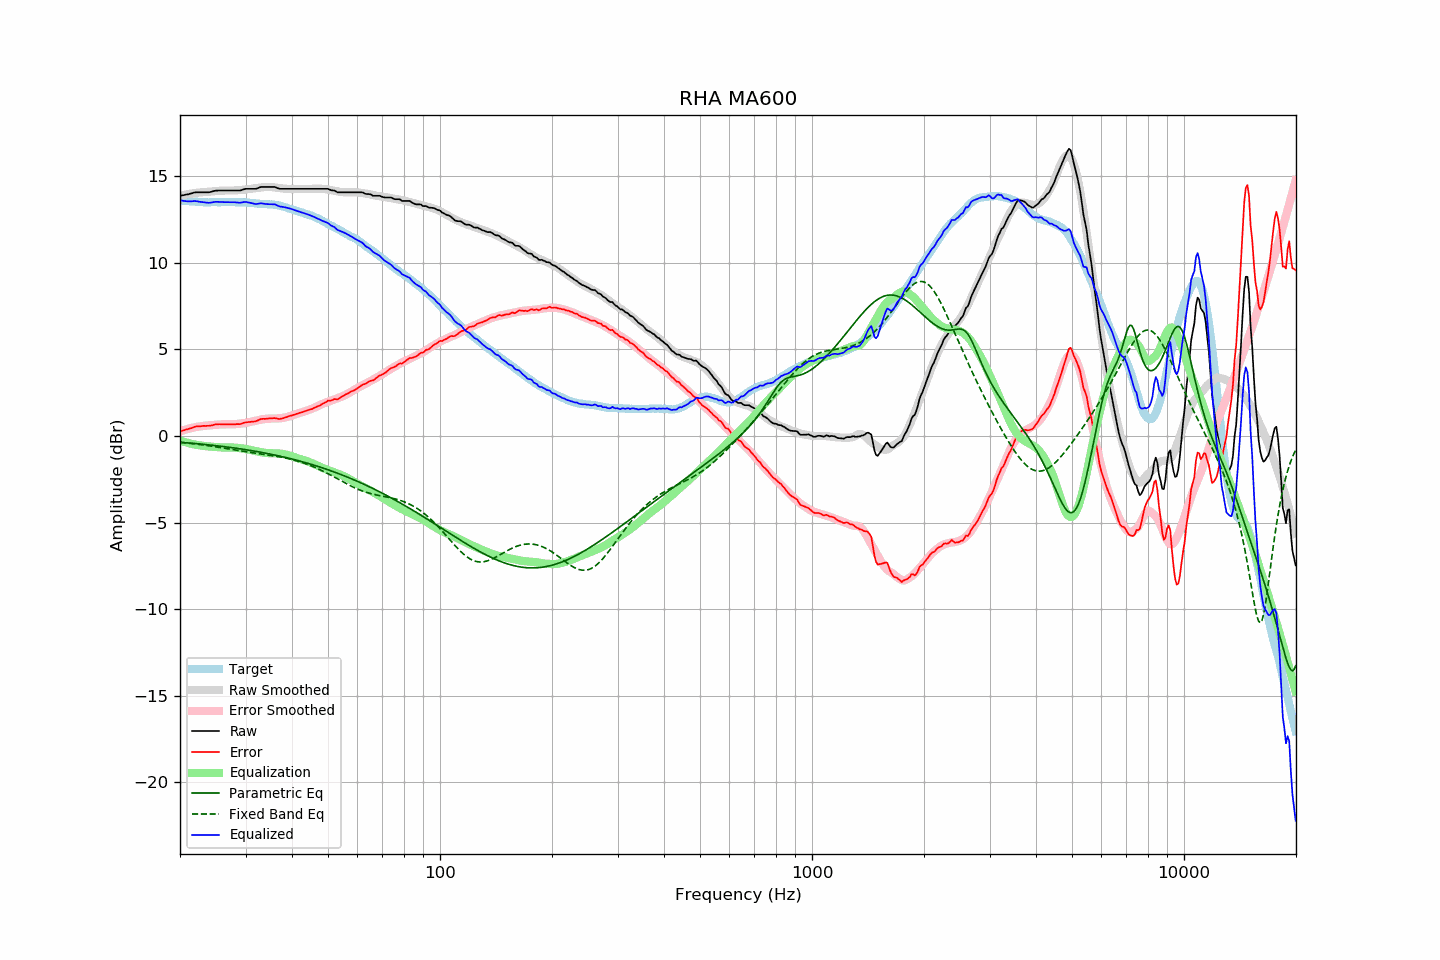 RHA MA600
Amplitude (dBr)
15
10
5
0
−5
−10
−15
−20
Target
Raw Smoothed
Error Smoothed
Raw
Error
Equalization
Parametric Eq
Fixed Band Eq
Equalized
100
1000
10000
Frequency (Hz)